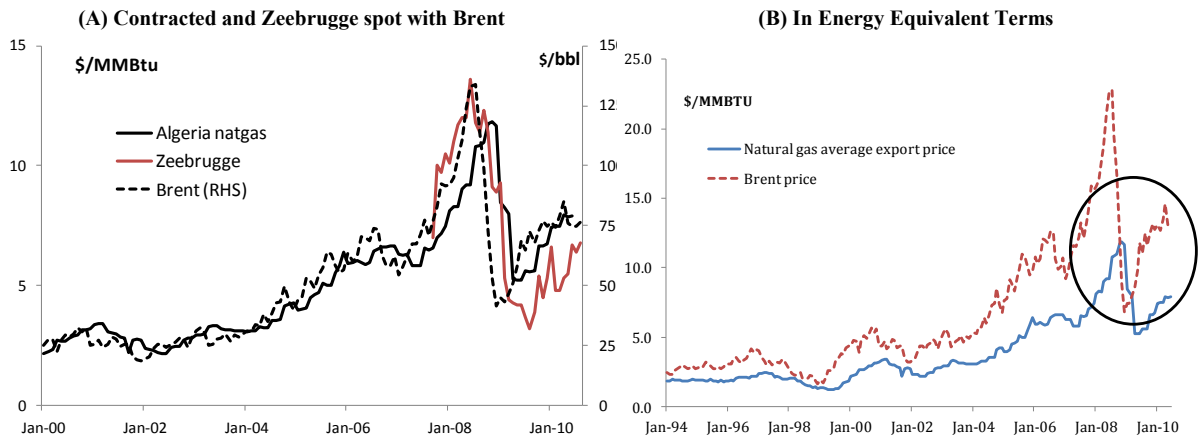 (A) Contracted and Zeebrugge spot with Brent
15
10
5
0
$/MMBtu
$/bbl
Algeria natgas
Zeebrugge
Brent (RHS)
150
125
100
75
50
25
0
Jan-00 Jan-02 Jan-04 Jan-06 Jan-08 Jan-10
(B) In Energy Equivalent Terms
25.0
20.0
15.0
10.0
5.0
0.0
$/MMBTU
Natural gas average export price
Brent price
Jan-94 Jan-96 Jan-98 Jan-00 Jan-02 Jan-04 Jan-06 Jan-08 Jan-10